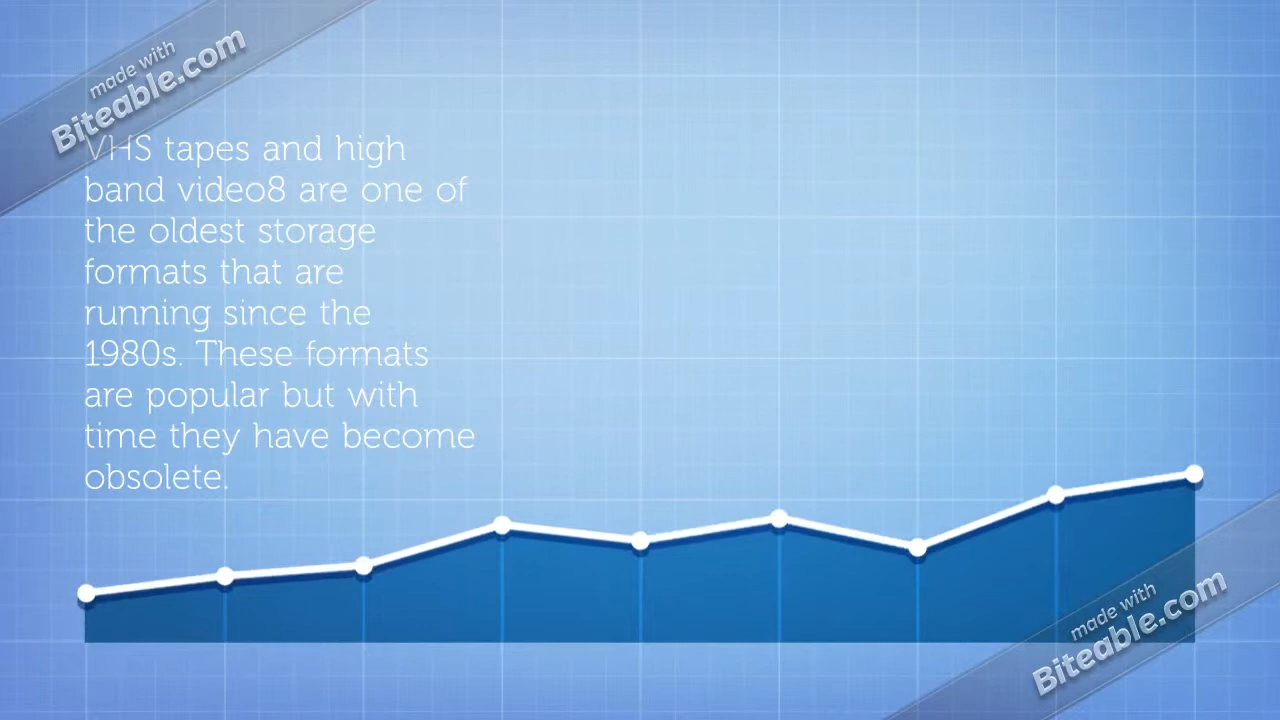 made with
Biteable.com
VHS tapes and high
band video8 are one of
the oldest storage
formats that are
running since the
1980s. These formats
are popular but with
time they have become
obsolete.
made with
Biteable.com